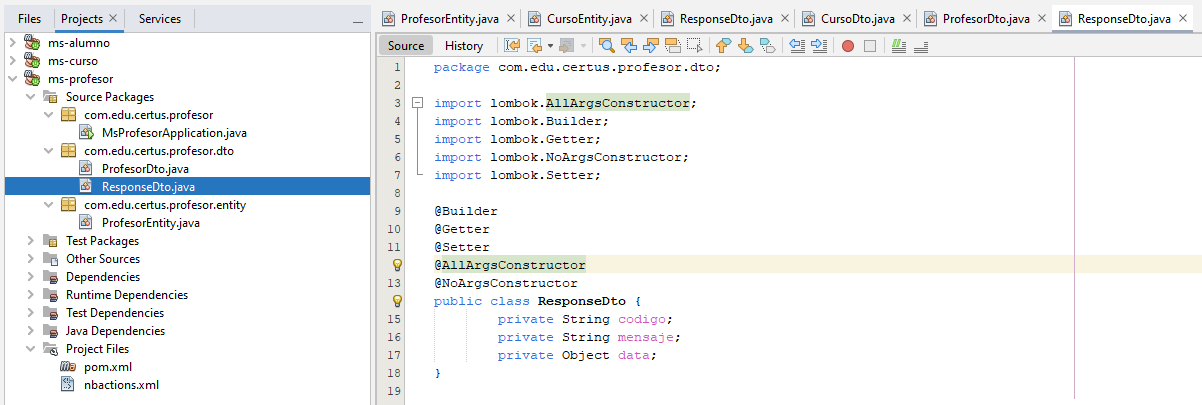 Files Projects Services
ms-alumno
ms-curso
ms-profesor
Source Packages
com.edu.certus.profesor
MsProfesorApplication.java
com.edu.certus.profesor.dto
ProfesorDto.java
ResponseDto.java
com.edu.certus.profesor.entity
ProfesorEntity.java
Test Packages
Other Sources
Dependencies
Runtime Dependencies
Test Dependencies
Java Dependencies
Project Files
pom.xml
nbactions.xml
ProfesorEntity.java CursoEntity.java ResponseDto.java CursoDto.java ProfesorDto.java ResponseDto.java
Source History
1 package com.edu.certus.profesor.dto;
2
3 import lombok.AllArgsConstructor;
4 import lombok.Builder;
5 import lombok.Getter;
6 import lombok.NoArgsConstructor;
7 import lombok.Setter;
8
9 @Builder
10 @Getter
11 @Setter
@AllArgsConstructor
13 @NoArgsConstructor
public class ResponseDto {
15 private String codigo;
16 private String mensaje;
17 private Object data;
18 }
19